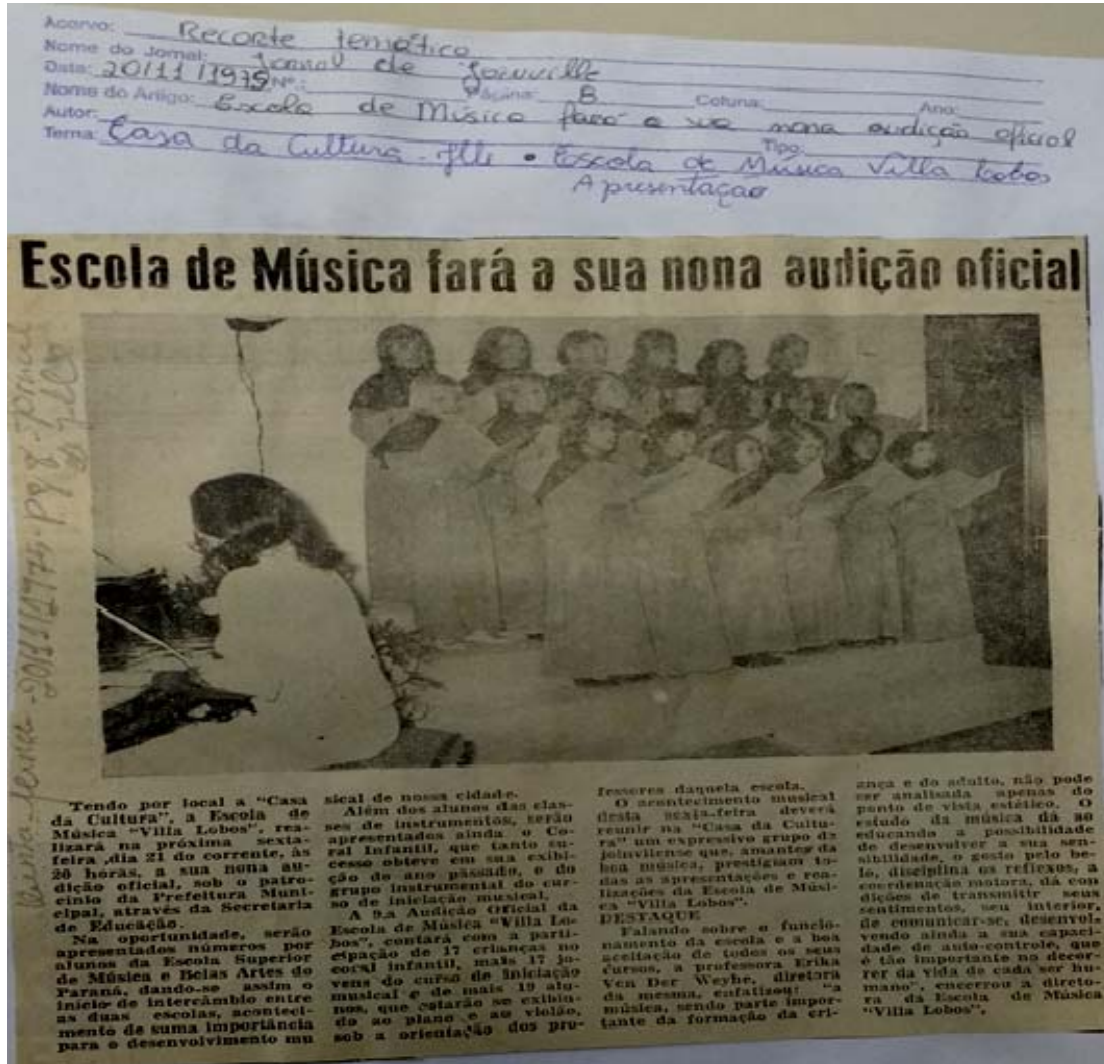 Acervo: Recorte temático
Nome do Jornal: Jornal de Joinville
Data: 20/11/1975 Nº.: Página: 8 Coluna: Ano:
Nome do Artigo: Escola de Música fará a sua nona audição oficial
Autor: Tipo:
Tema: Casa da Cultura - Jlle • Escola de Música Villa Lobos
Apresentação
Escola de Música fará a sua nona audição oficial
20/11/1975 - pg 8 - Jornal
Tendo por local a “Casa
da Cultura”, a Escola de
Música “Villa Lobos”, rea-
lizará na próxima sexta-
feira ,dia 21 do corrente, às
20 horas, a sua nona au-
dição oficial, sob o patro-
cínio da Prefeitura Muni-
cipal, através da Secretaria
de Educação.
Na oportunidade, serão
apresentados números por
alunos da Escola Superior
de Música e Belas Artes do
Paraná, dando-se assim o
início de intercâmbio entre
as duas escolas, aconteci-
mento de suma importância
para o desenvolvimento mu
sical de nossa cidade.
Além dos alunos das clas-
ses de instrumentos, serão
apresentados ainda o Co-
ral Infantil, que tanto su-
cesso obteve em sua exibi-
ção do ano passado, e do
grupo instrumental do cur-
so de iniciação musical.
A 9.a Audição Oficial da
Escola de Música “Villa Lo-
bos”, contará com a parti-
cipação de 17 crianças no
coral infantil, mais 17 jo-
vens do curso de iniciação
musical e de mais 19 alu-
nos, que estarão se exibin-
do ao piano e ao violão,
sob a orientação dos pro-
fessores daquela escola.
O acontecimento musical
desta sexta-feira deverá
reunir na “Casa da Cultu-
ra” um expressivo grupo de
joinvilense que, amantes da
boa música, prestigiam to-
das as apresentações e rea-
lizações da Escola de Músi-
ca “Villa Lobos”.
DESTAQUE
Falando sobre o funcio-
namento da escola e a boa
aceitação de todos os seus
cursos, a professora Erika
Ven Der Weyhe, diretora
da mesma, enfatizou: “a
música, sendo parte impor-
tante da formação da cri-
ança e do adulto, não pode
ser analisada apenas do
ponto de vista estético. O
estudo da música dá ao
educando a possibilidade
de desenvolver a sua sen-
sibilidade, o gosto pelo be-
lo, disciplina os reflexos, a
coordenação motora, dá con
dições de transmitir seus
sentimentos, seu interior,
de comunicar-se, desenvol-
vendo ainda a sua capaci-
dade de auto-controle, que
é tão importante no decor-
rer da vida de cada ser hu-
mano”, encerrou a direto-
ra da Escola de Música
“Villa Lobos”.